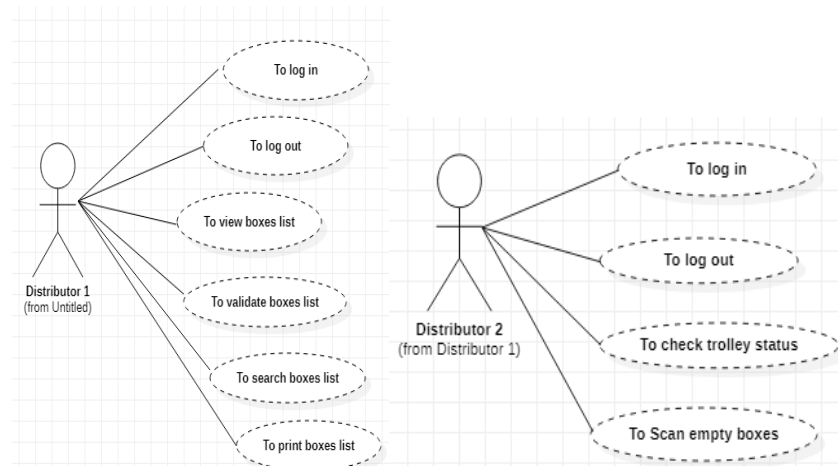 To log in
To log out
To view boxes list
To validate boxes list
To search boxes list
To print boxes list
Distributor 1
(from Untitled)
To log in
To log out
To check trolley status
To Scan empty boxes
Distributor 2
(from Distributor 1)